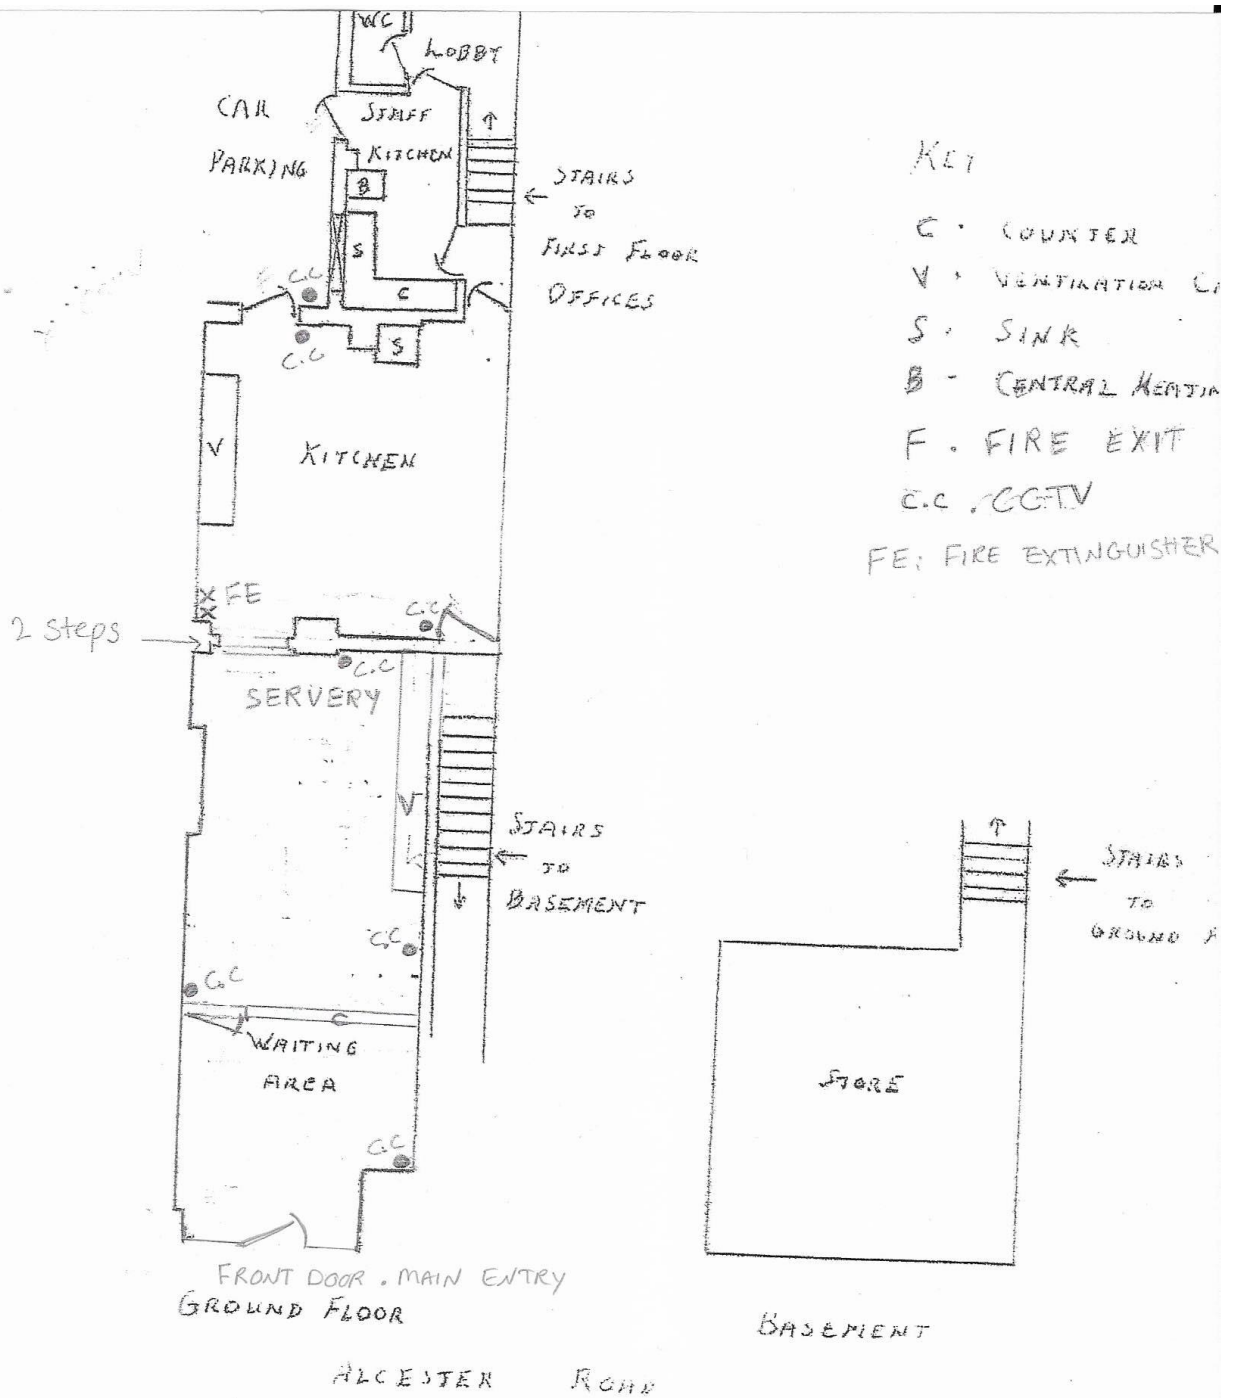 WC
LOBBY
CAR
PARKING
STAFF
KITCHEN
B
STAIRS
TO
FIRST FLOOR
OFFICES
S
C
F
C.C
C.C
S
V
KITCHEN
X FE
X
2 Steps
C.C
C.C
SERVERY
V
STAIRS
TO
BASEMENT
C.C
C.C
C
WAITING
AREA
C.C
FRONT DOOR . MAIN ENTRY
GROUND FLOOR
ALCESTER ROAD
KEY
C . COUNTER
V . VENTILATION
S . SINK
B - CENTRAL HEATIN
F . FIRE EXIT
C.C . CCTV
FE: FIRE EXTINGUISHER
STAIRS
TO
GROUND
STORE
BASEMENT